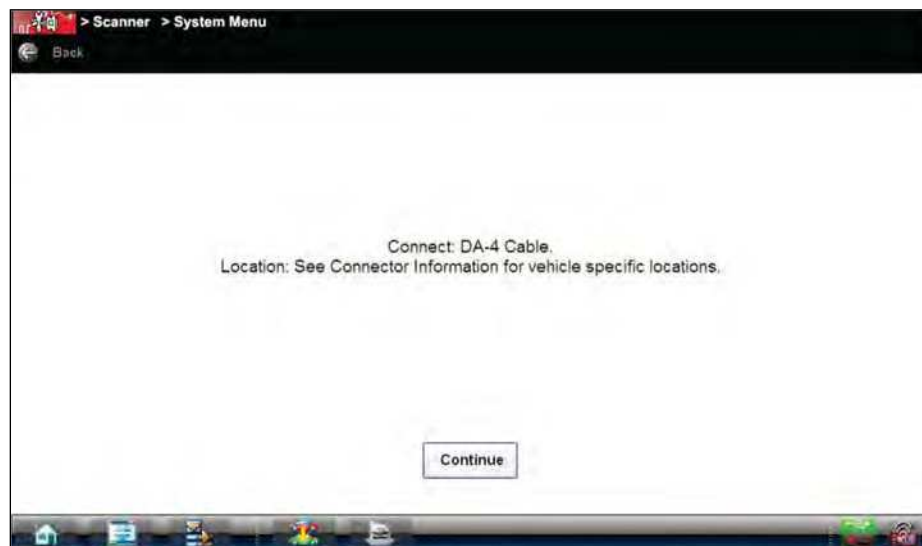 > Scanner > System Menu
Back
Connect: DA-4 Cable.
Location: See Connector Information for vehicle specific locations.
Continue